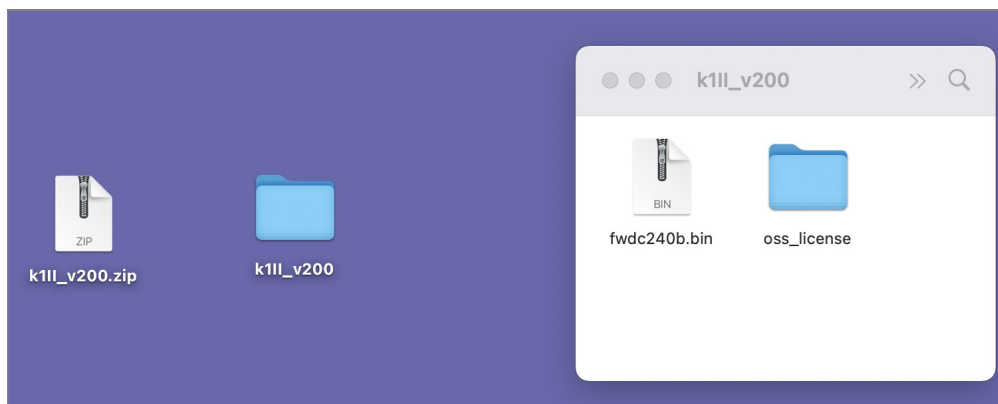 k1II_v200
BIN
fwdc240b.bin
oss_license
ZIP
k1II_v200.zip
k1II_v200